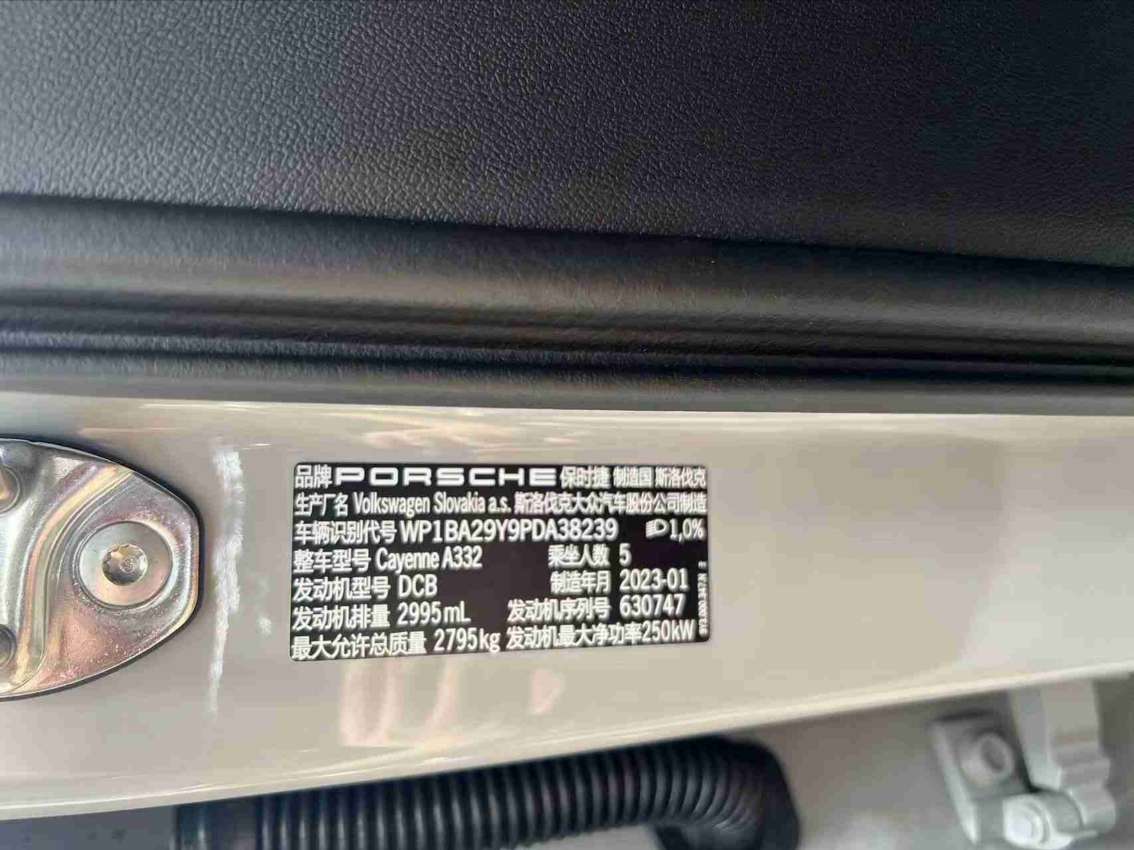 品牌 PORSCHE 保时捷 制造国 斯洛伐克
生产厂名 Volkswagen Slovakia a.s. 斯洛伐克大众汽车股份公司制造
车辆识别代号 WP1BA29Y9PDA38239 1,0%
整车型号 Cayenne A332 乘坐人数 5
发动机型号 DCB 制造年月 2023-01
发动机排量 2995mL 发动机序列号 630747
最大允许总质量 2795kg 发动机最大净功率250kW